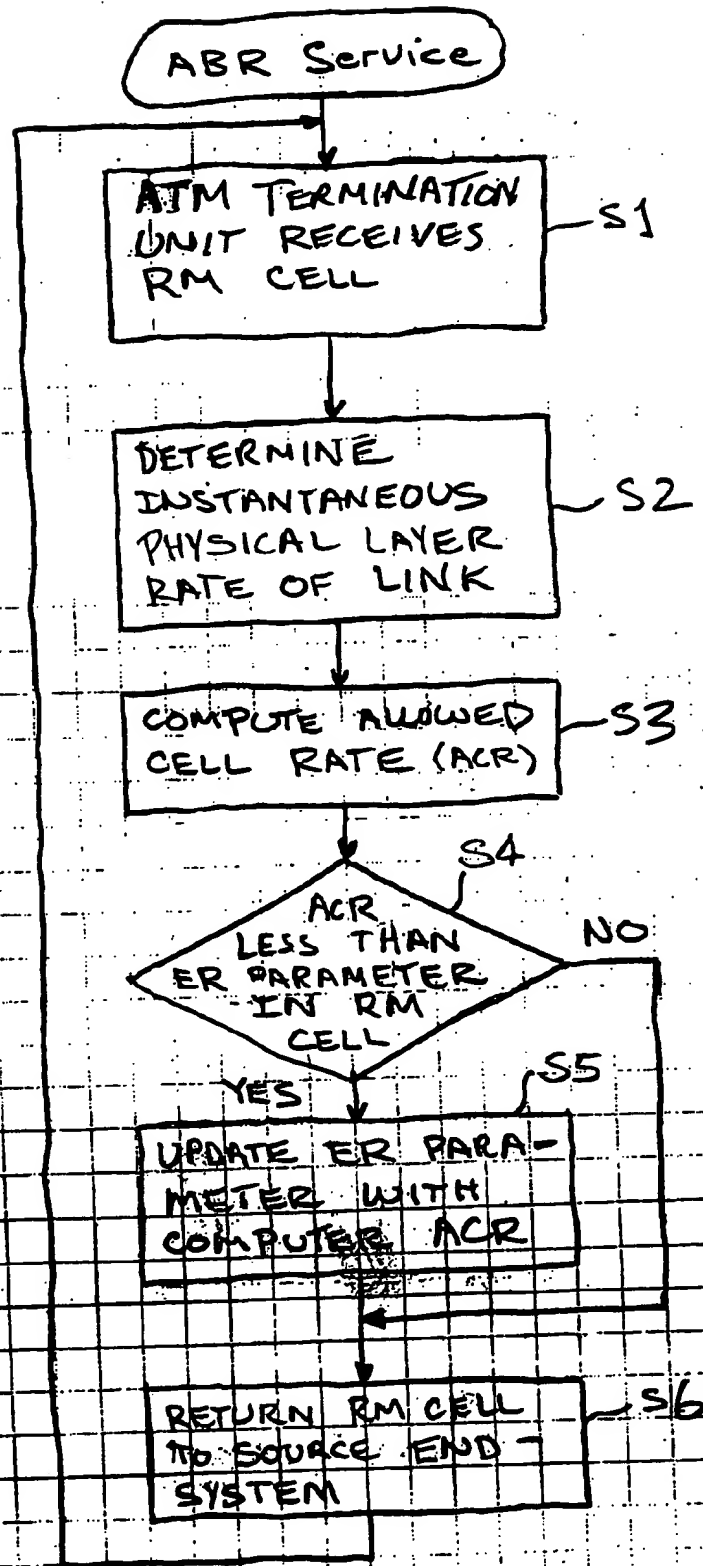 ABR Service
ATM TERMINATION
UNIT RECEIVES
RM CELL
S1
DETERMINE
INSTANTANEOUS
PHYSICAL LAYER
RATE OF LINK
S2
COMPUTE ALLOWED
CELL RATE (ACR)
S3
S4
ACR
LESS THAN
ER PARAMETER
IN RM
CELL
NO
YES
S5
UPDATE ER PARA-
METER WITH
COMPUTER ACR
RETURN RM CELL
TO SOURCE END-
SYSTEM
S6